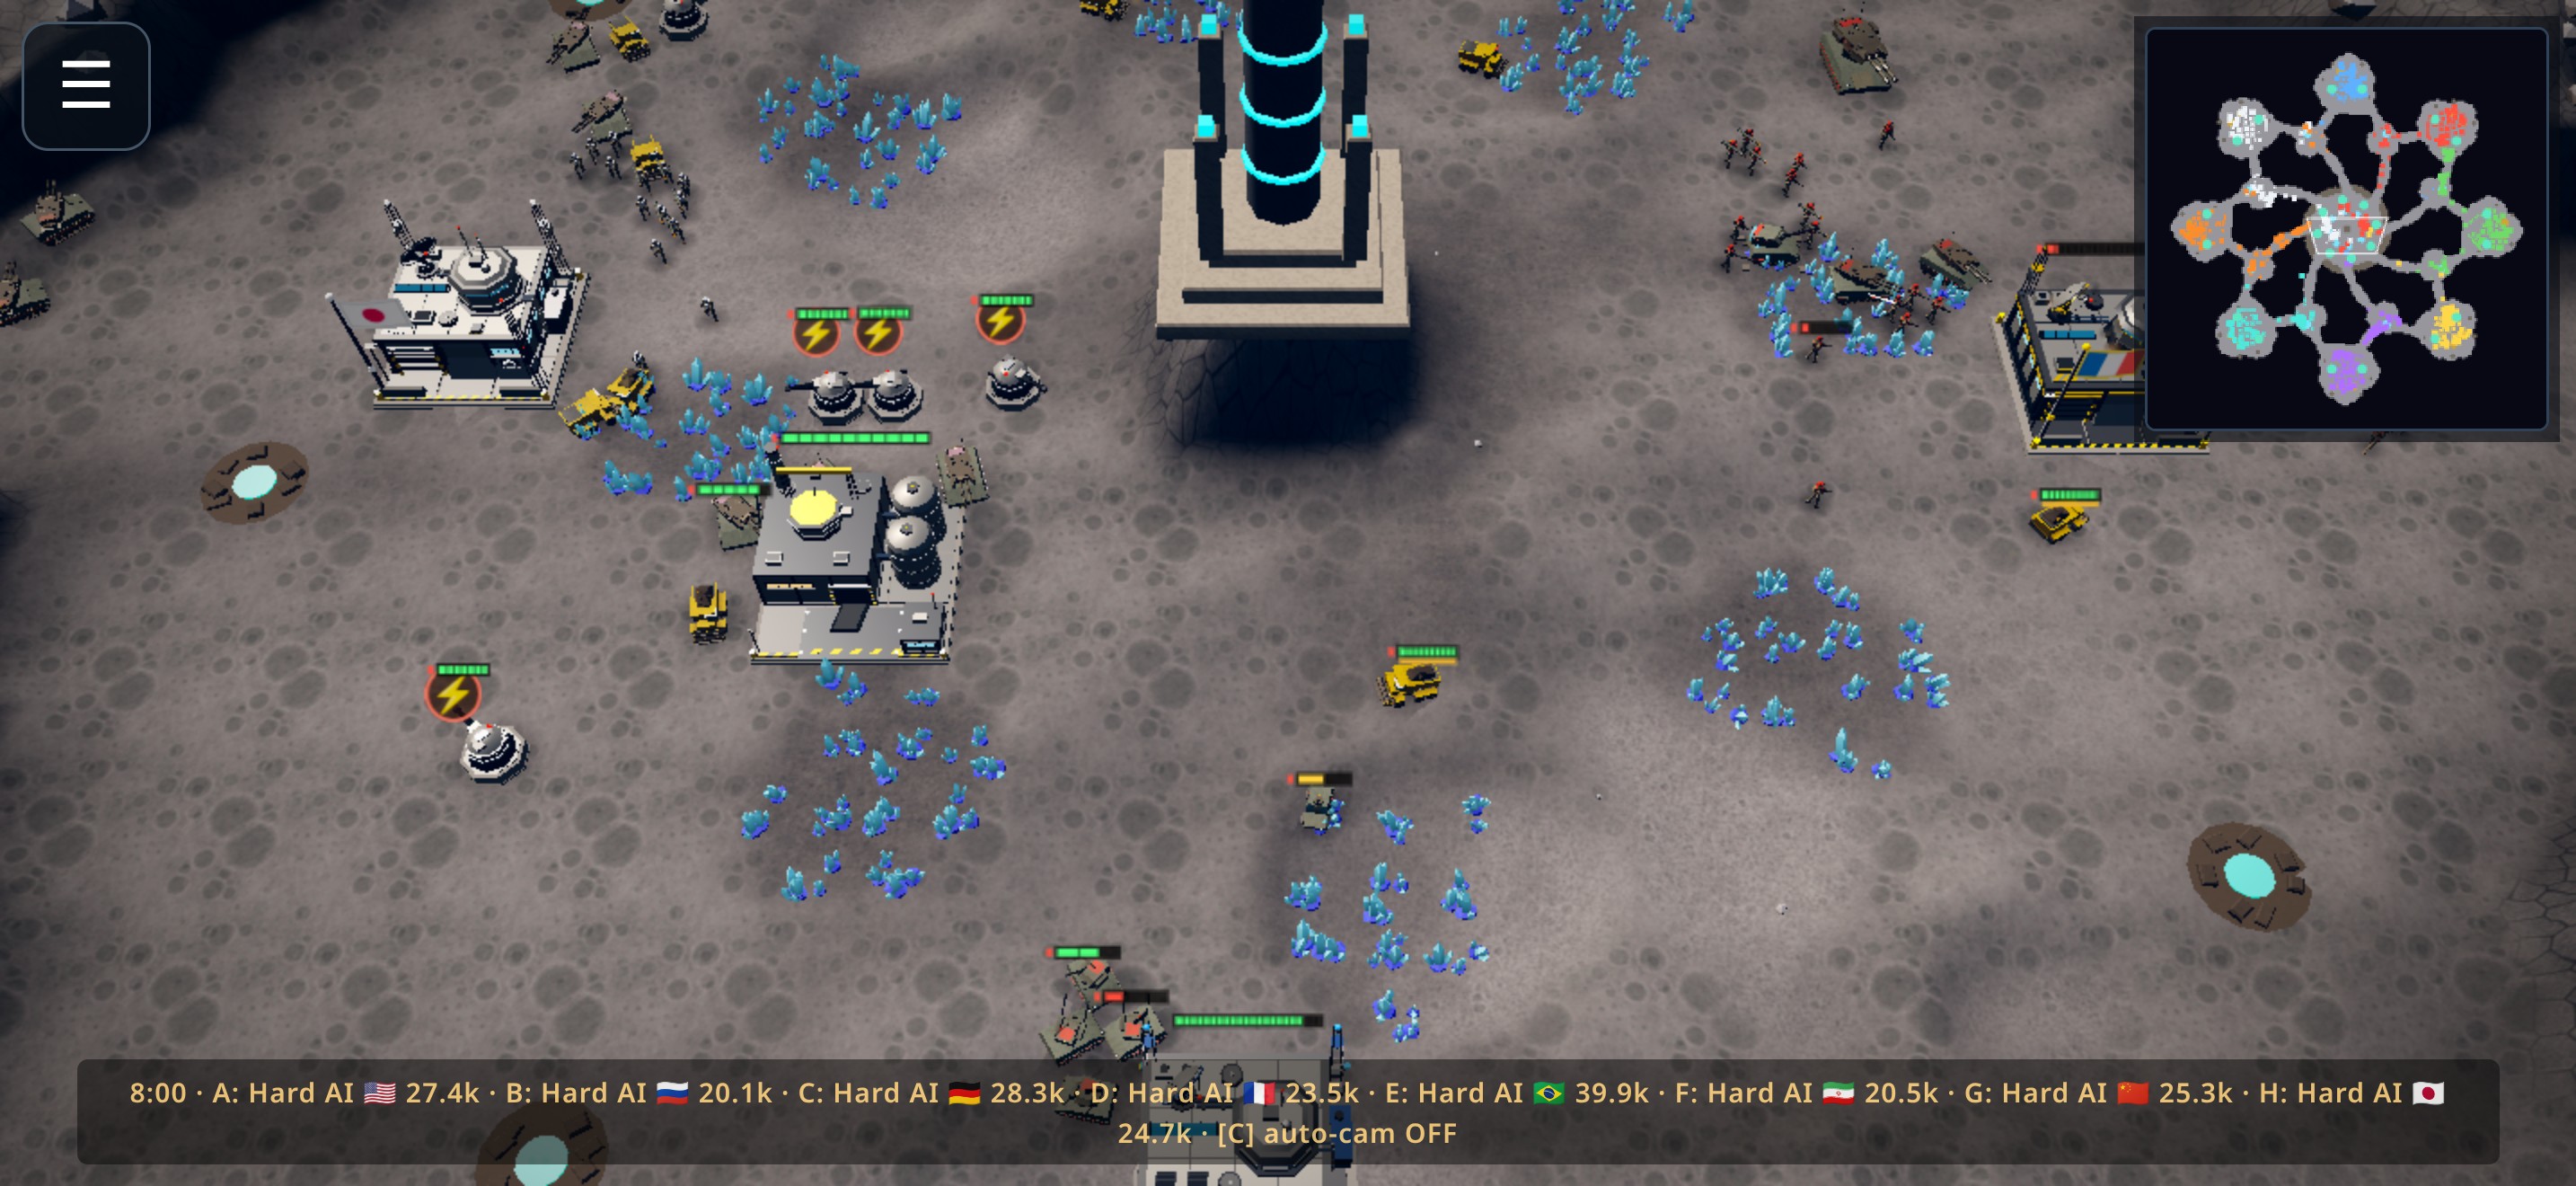 8:00 · A: Hard AI 🇺🇸 27.4k · B: Hard AI 🇷🇺 20.1k · C: Hard AI 🇩🇪 28.3k · D: Hard AI 🇫🇷 23.5k · E: Hard AI 🇧🇷 39.9k · F: Hard AI 🇮🇷 20.5k · G: Hard AI 🇨🇳 25.3k · H: Hard AI 🇯🇵
24.7k · [C] auto-cam OFF